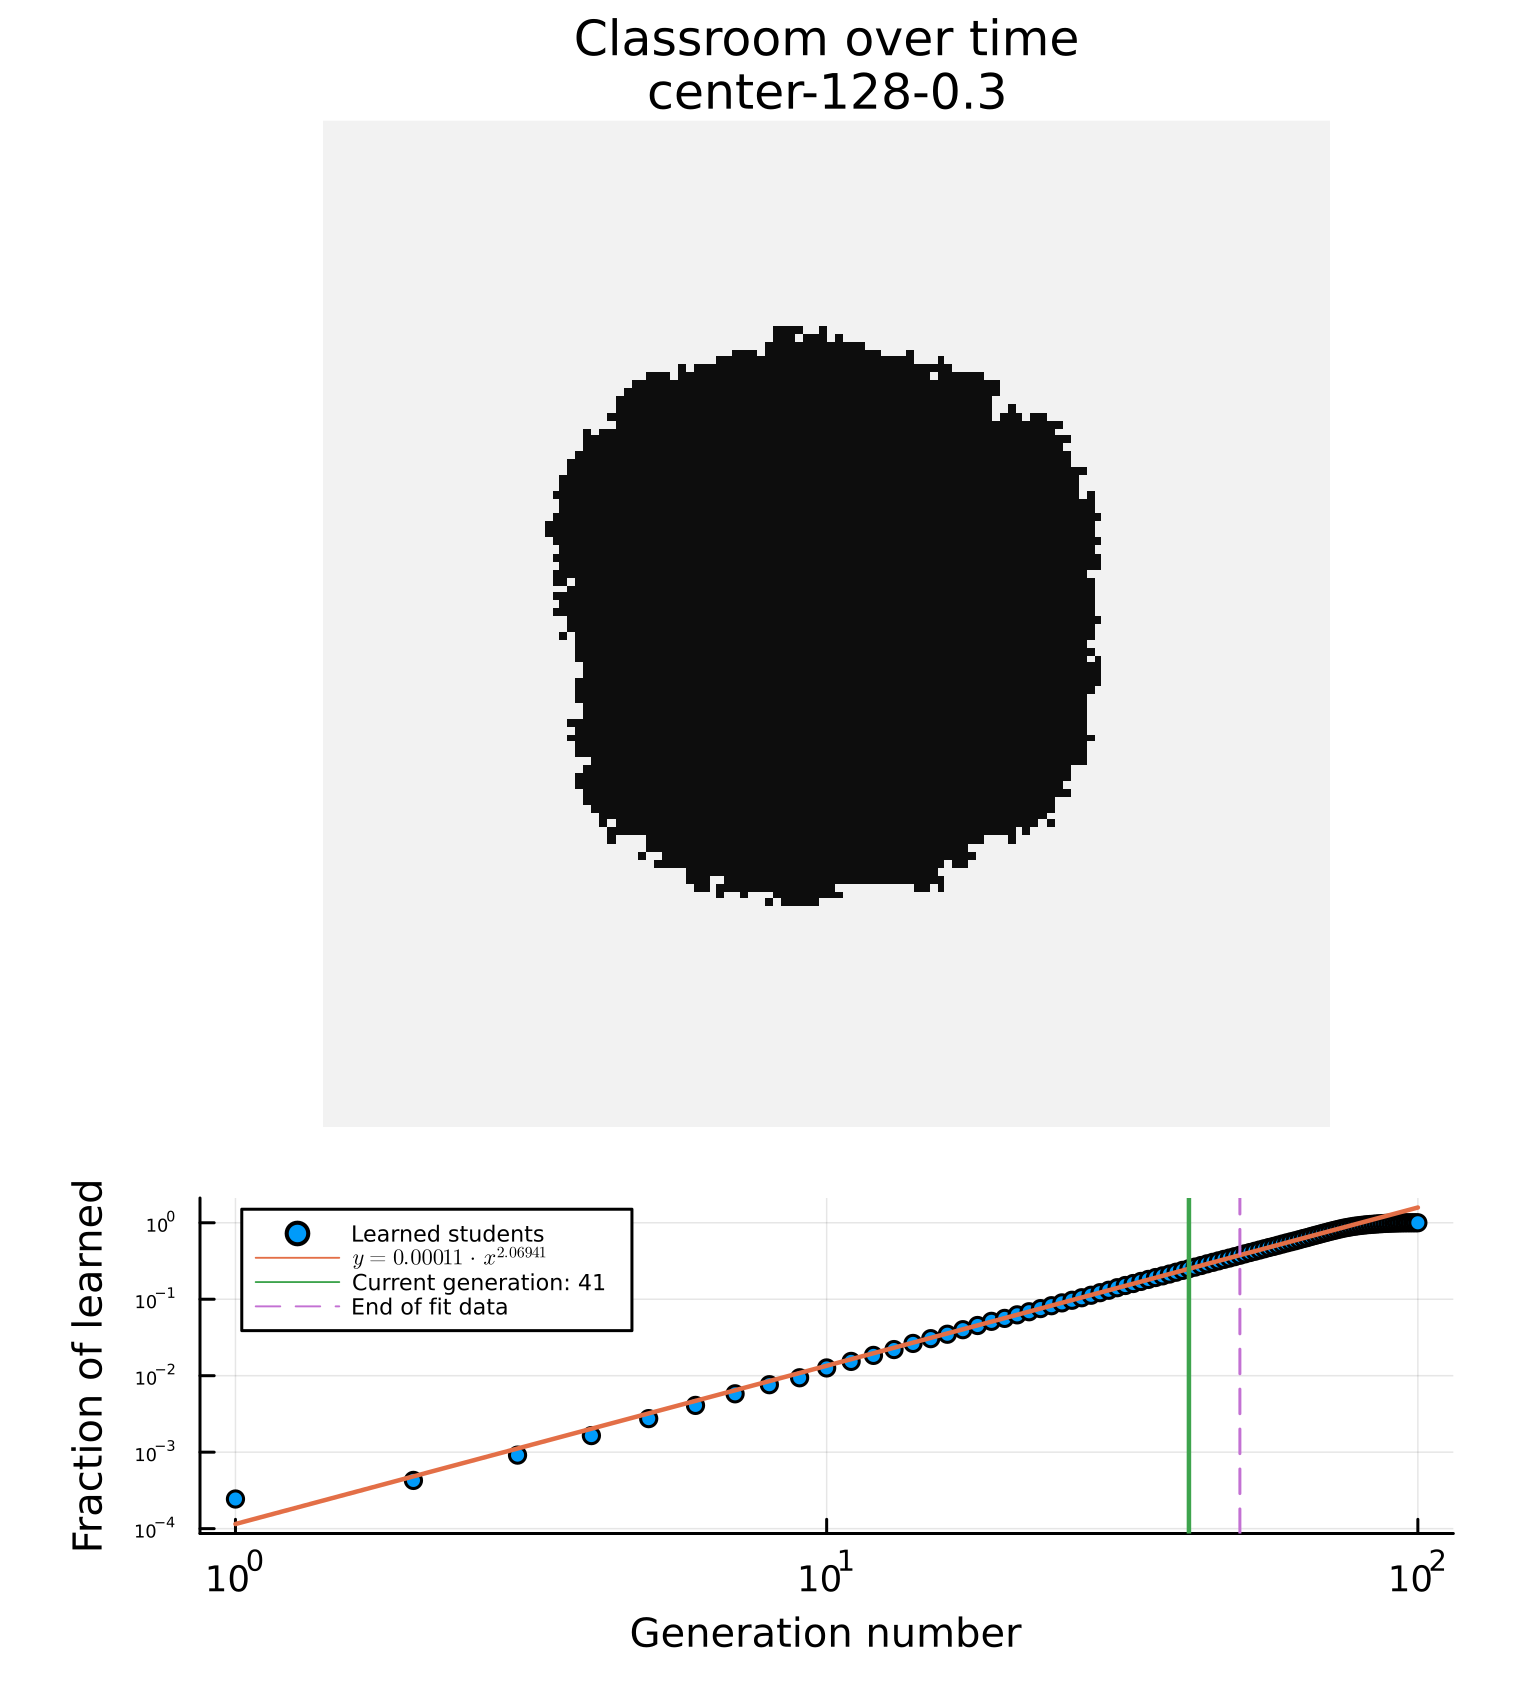 Classroom over time
center-128-0.3
Fraction of learned
10^0
10^-1
10^-2
10^-3
10^-4
Learned students
y = 0.00011 · x^2.06941
Current generation: 41
End of fit data
10^0 10^1 10^2
Generation number